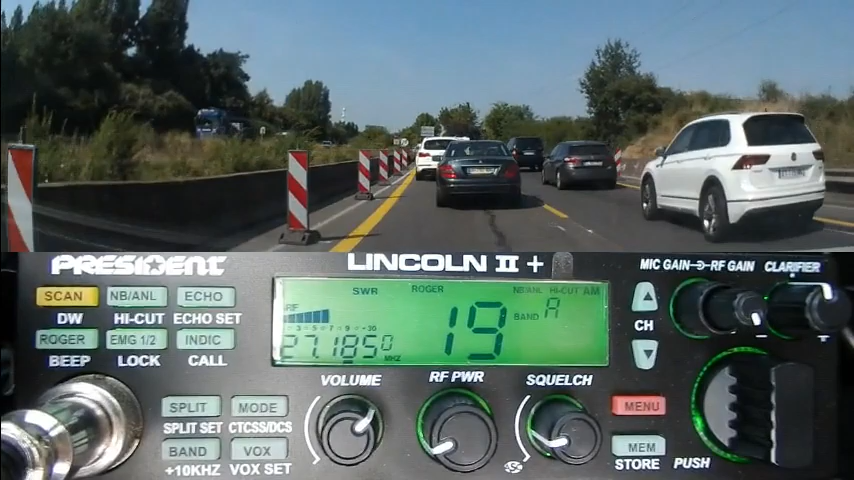 PRESIDENT
LINCOLN II +
MIC GAIN RF GAIN CLARIFIER
SCAN NB/ANL ECHO
DW HI-CUT ECHO SET
ROGER EMG 1/2 INDIC
BEEP LOCK CALL
SWR ROGER NB/ANL HI-CUT AM
RF
BAND A
19
27.1850 MHZ
CH
VOLUME RF PWR SQUELCH
SPLIT MODE
SPLIT SET CTCSS/DCS
BAND VOX
+10KHZ VOX SET
MENU
MEM
STORE PUSH